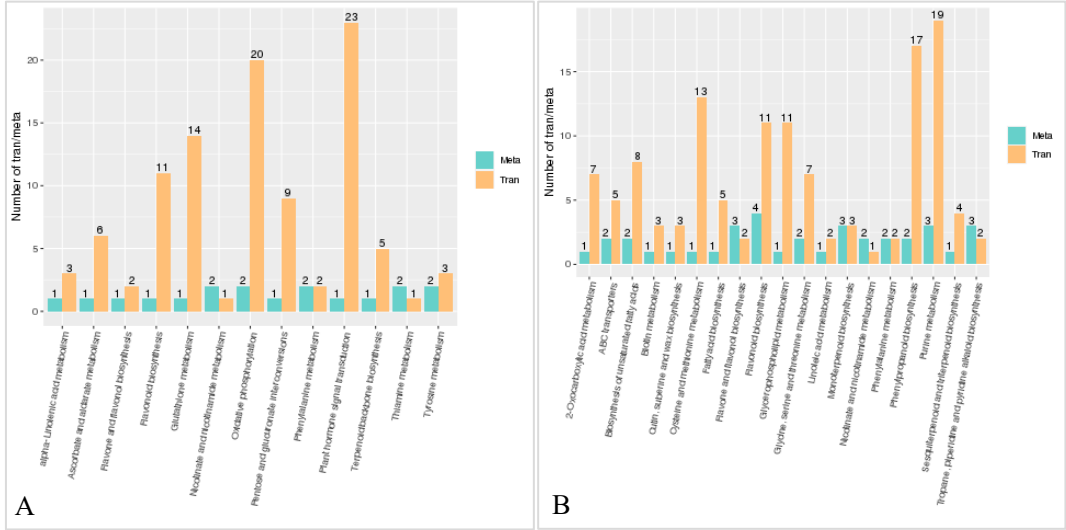 Number of tran/meta
20
15
10
5
0
1 3 1 6 1 2 1 11 1 14 2 1 2 20 1 9 2 2 1 23 1 5 2 1 2 3
alpha-Linolenic acid metabolism
Ascorbate and aldarate metabolism
Flavone and flavonol biosynthesis
Flavonoid biosynthesis
Glutathione metabolism
Nicotinate and nicotinamide metabolism
Oxidative phosphorylation
Pentose and glucuronate interconversions
Phenylalanine metabolism
Plant hormone signal transduction
Terpenoid backbone biosynthesis
Thiamine metabolism
Tyrosine metabolism
Meta
Tran
A
Number of tran/meta
15
10
5
0
1 7 2 5 2 8 1 3 1 3 1 13 1 5 3 2 4 11 1 11 2 7 1 2 3 3 2 1 2 2 2 17 3 19 1 4 3 2
2-Oxocarboxylic acid metabolism
ABC transporters
Biosynthesis of unsaturated fatty acids
Biotin metabolism
Cutin, suberine and wax biosynthesis
Cysteine and methionine metabolism
Fatty acid biosynthesis
Flavone and flavonol biosynthesis
Flavonoid biosynthesis
Glycerophospholipid metabolism
Glycine, serine and threonine metabolism
Linoleic acid metabolism
Monoterpenoid biosynthesis
Nicotinate and nicotinamide metabolism
Phenylalanine metabolism
Phenylpropanoid biosynthesis
Purine metabolism
Sesquiterpenoid and triterpenoid biosynthesis
Tropane, piperidine and pyridine alkaloid biosynthesis
Meta
Tran
B